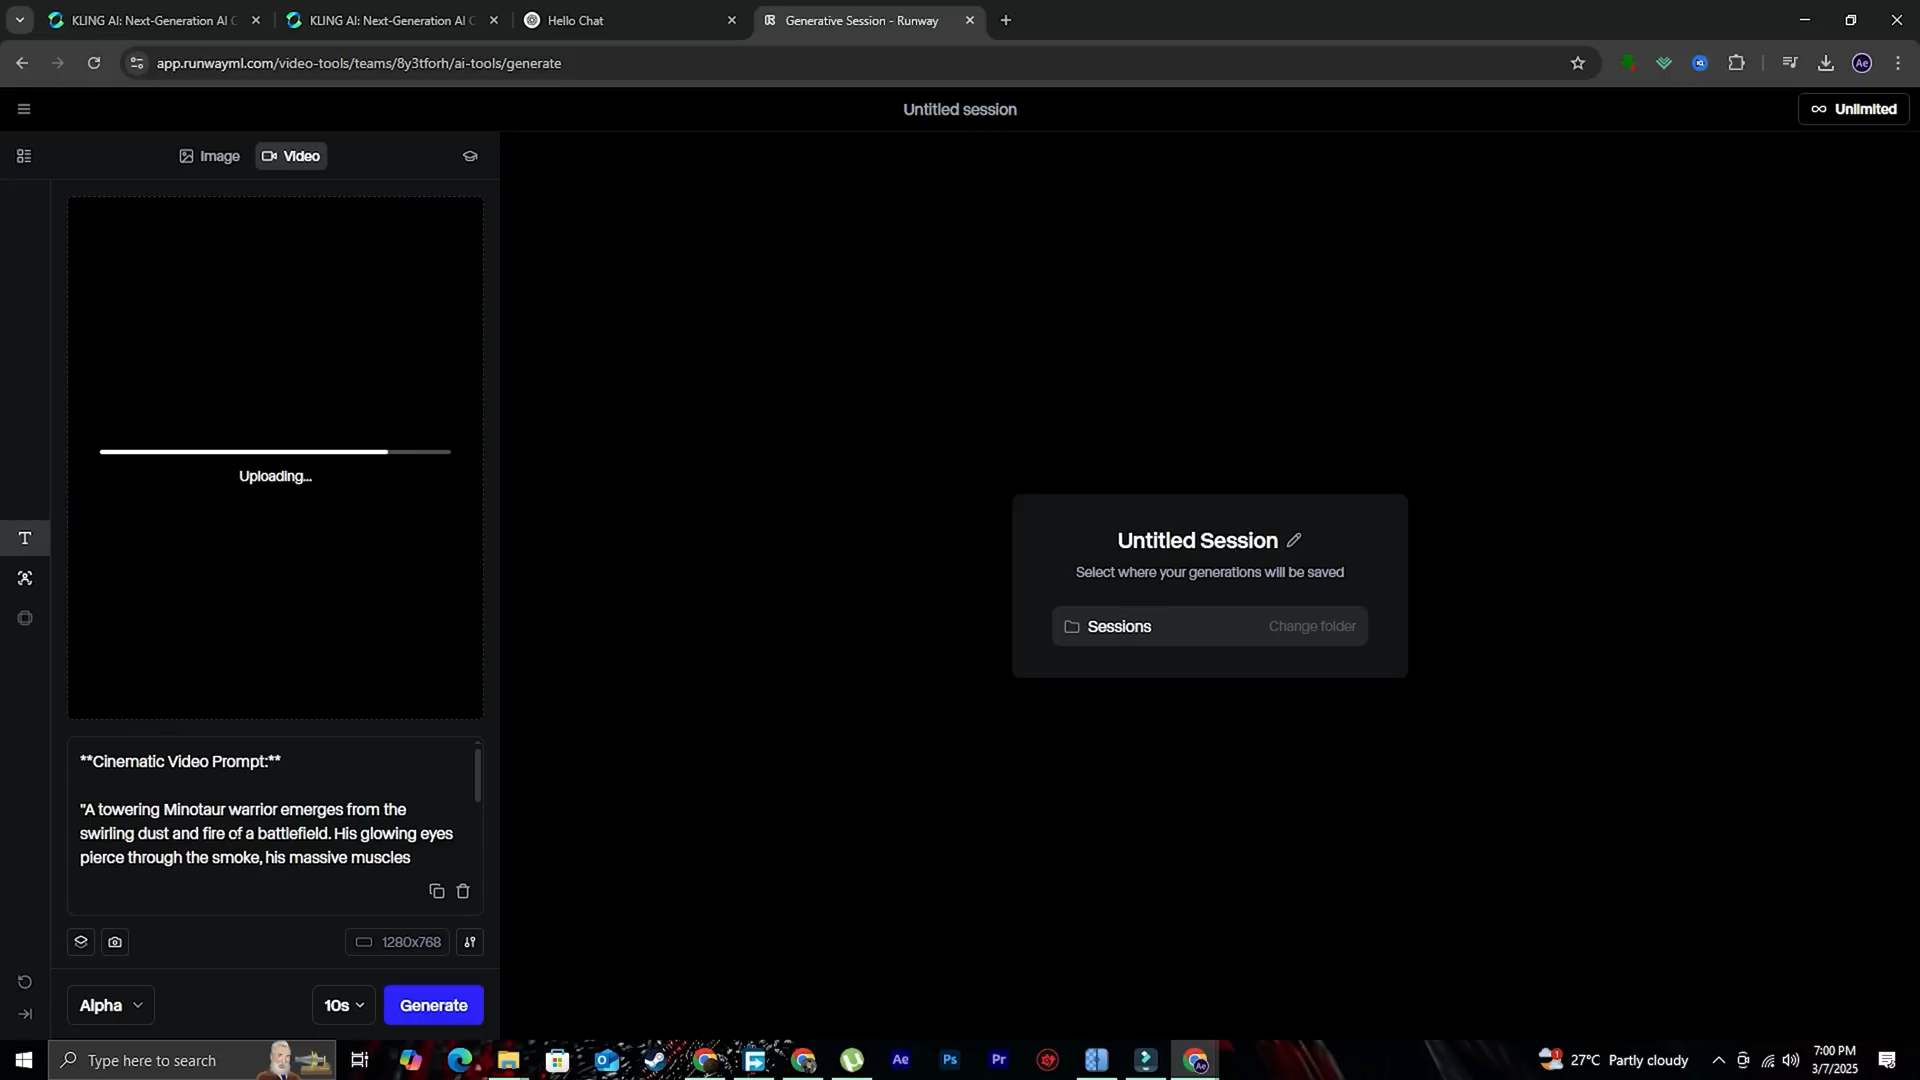 KLING AI: Next-Generation AI C
KLING AI: Next-Generation AI C
Hello Chat
Generative Session - Runway
app.runwayml.com/video-tools/teams/8y3tforh/ai-tools/generate
Untitled session
Unlimited
Image
Video
Uploading...
Untitled Session
Select where your generations will be saved
Sessions
Change folder
**Cinematic Video Prompt:**
"A towering Minotaur warrior emerges from the
swirling dust and fire of a battlefield. His glowing eyes
pierce through the smoke, his massive muscles
1280x768
Alpha
10s
Generate
Type here to search
Ae
Ps
Pr
27°C Partly cloudy
7:00 PM
3/7/2025